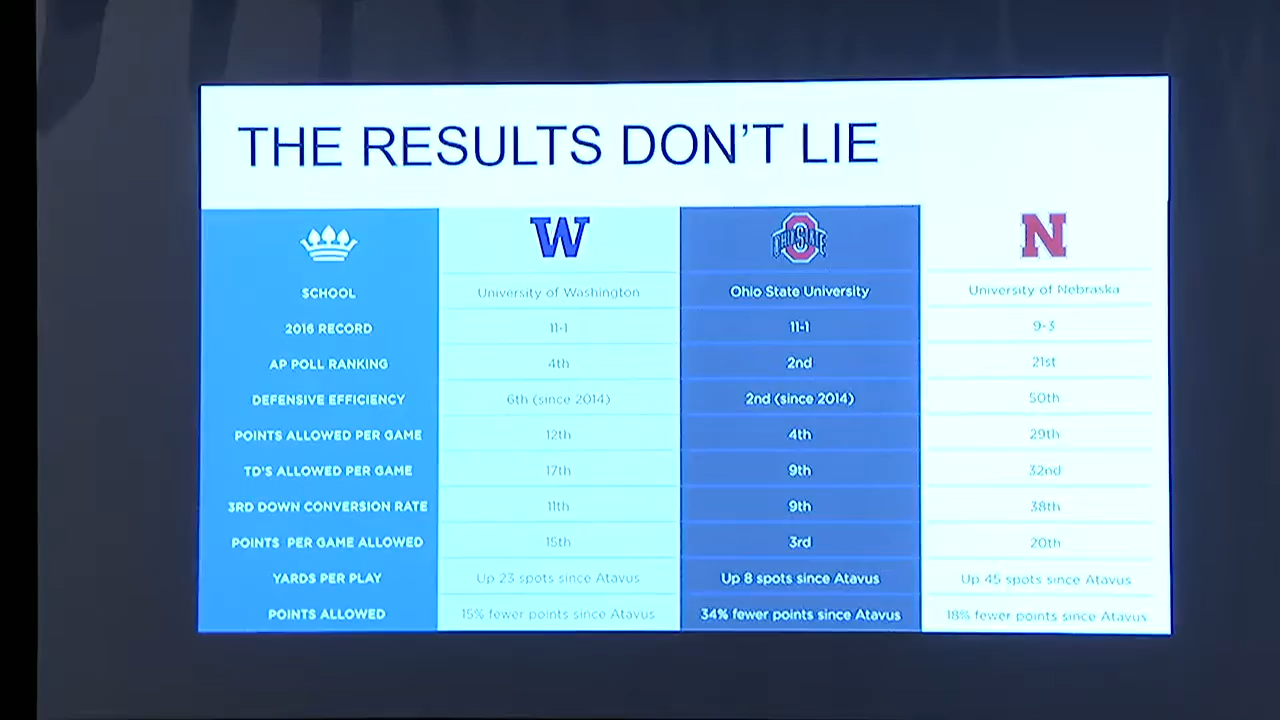 THE RESULTS DON'T LIE
W
OHIO STATE
N
SCHOOL University of Washington Ohio State University University of Nebraska
2016 RECORD 11-1 11-1 9-3
AP POLL RANKING 4th 2nd 21st
DEFENSIVE EFFICIENCY 6th (since 2014) 2nd (since 2014) 50th
POINTS ALLOWED PER GAME 12th 4th 29th
TD'S ALLOWED PER GAME 17th 9th 32nd
3RD DOWN CONVERSION RATE 11th 9th 38th
POINTS PER GAME ALLOWED 15th 3rd 20th
YARDS PER PLAY Up 23 spots since Atavus Up 8 spots since Atavus Up 45 spots since Atavus
POINTS ALLOWED 15% fewer points since Atavus 34% fewer points since Atavus 18% fewer points since Atavus